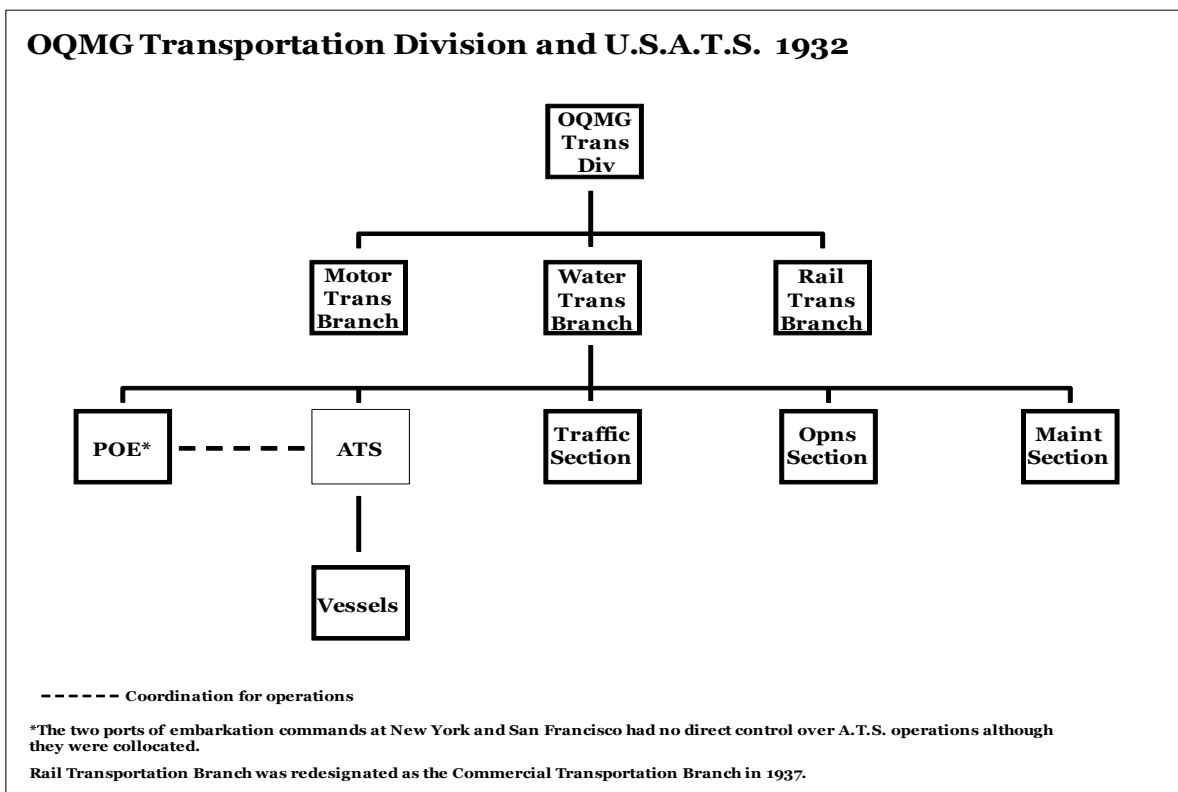 OQMG Transportation Division and U.S.A.T.S. 1932
OQMG
Trans
Div
Motor
Trans
Branch
Water
Trans
Branch
Rail
Trans
Branch
POE*
ATS
Traffic
Section
Opns
Section
Maint
Section
Vessels
Coordination for operations
*The two ports of embarkation commands at New York and San Francisco had no direct control over A.T.S. operations although
they were collocated.
Rail Transportation Branch was redesignated as the Commercial Transportation Branch in 1937.